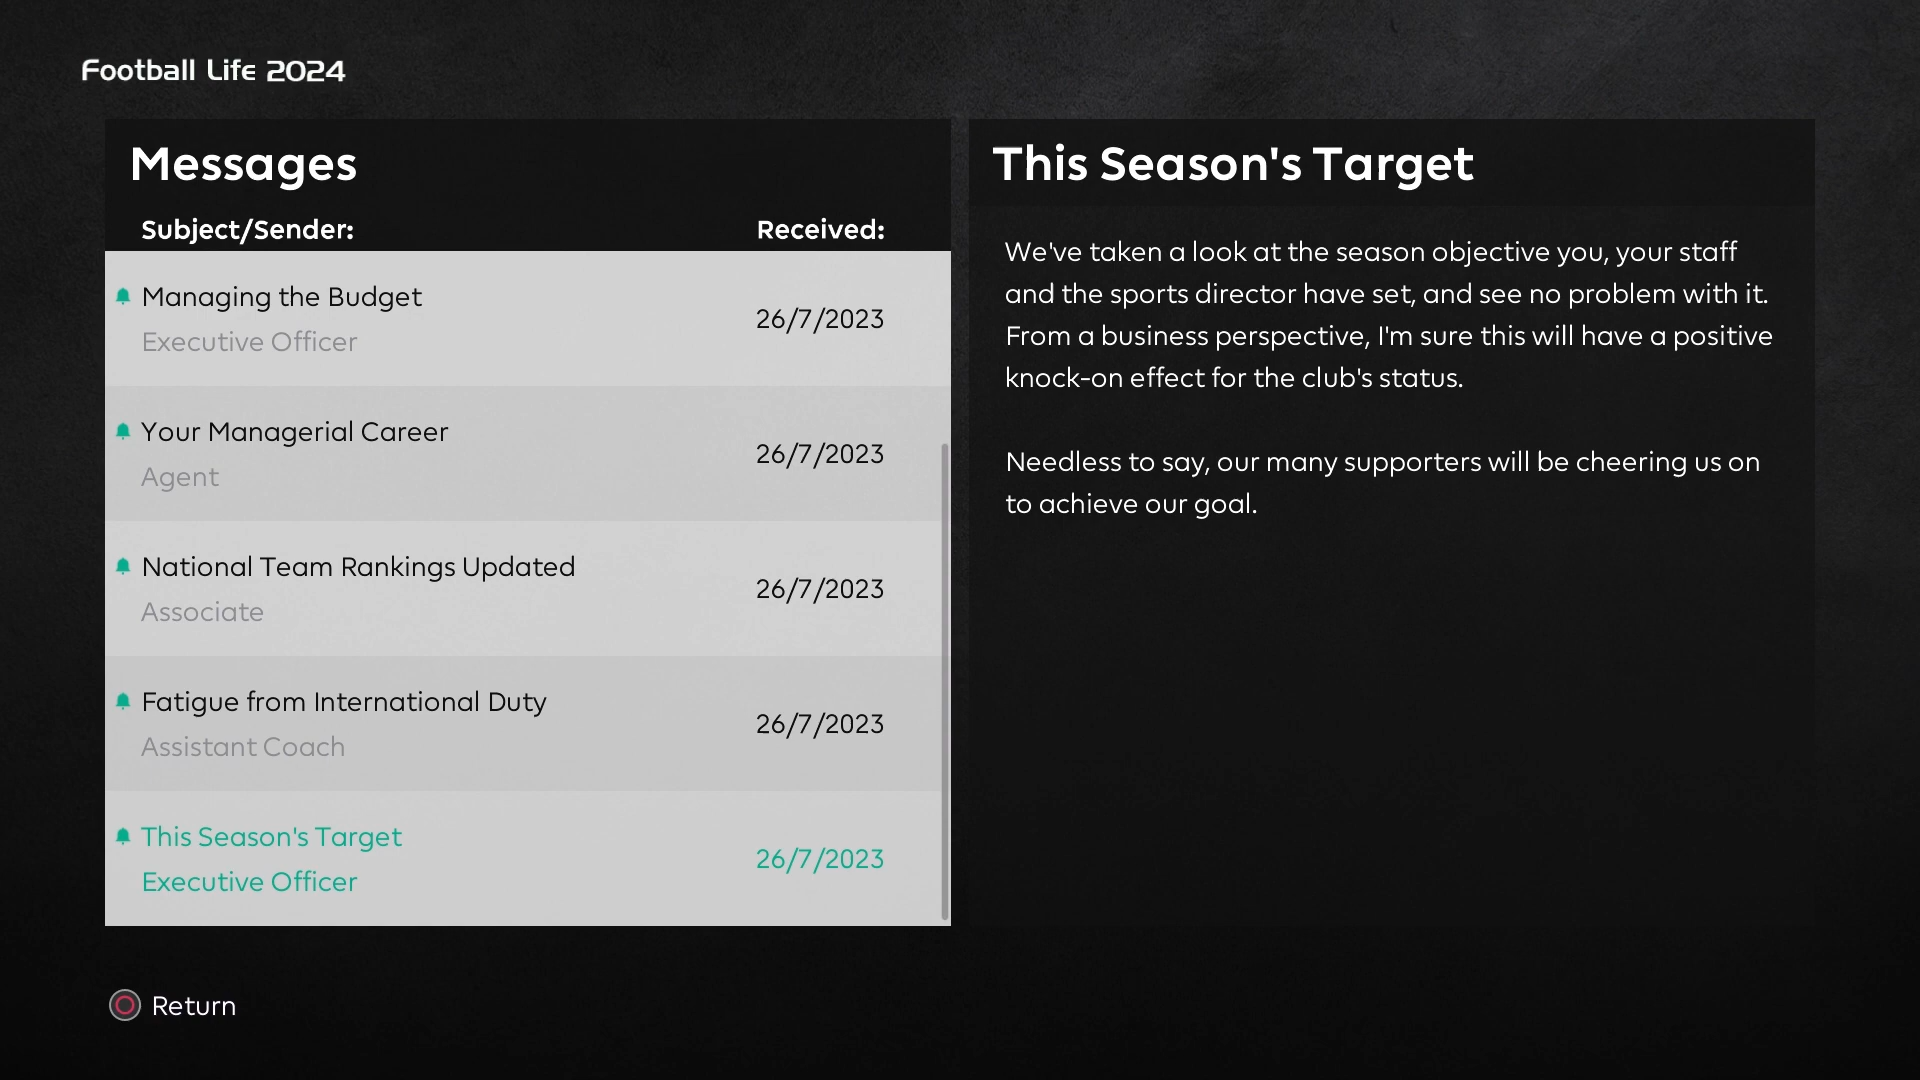 Football Life 2024
Messages
Subject/Sender: Received:
Managing the Budget
Executive Officer
26/7/2023
Your Managerial Career
Agent
26/7/2023
National Team Rankings Updated
Associate
26/7/2023
Fatigue from International Duty
Assistant Coach
26/7/2023
This Season's Target
Executive Officer
26/7/2023
This Season's Target
We've taken a look at the season objective you, your staff
and the sports director have set, and see no problem with it.
From a business perspective, I'm sure this will have a positive
knock-on effect for the club's status.
Needless to say, our many supporters will be cheering us on
to achieve our goal.
Return